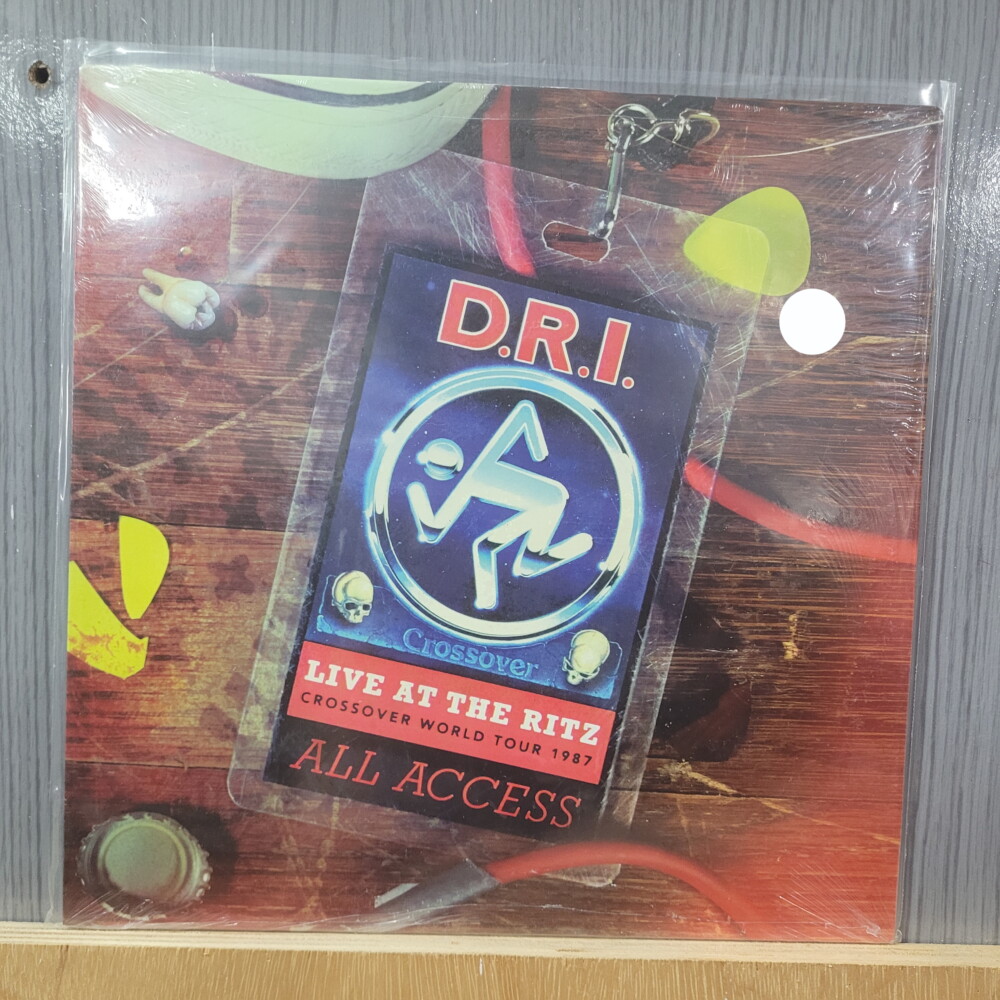 D.R.I.
Crossover
LIVE AT THE RITZ
CROSSOVER WORLD TOUR 1987
ALL ACCESS